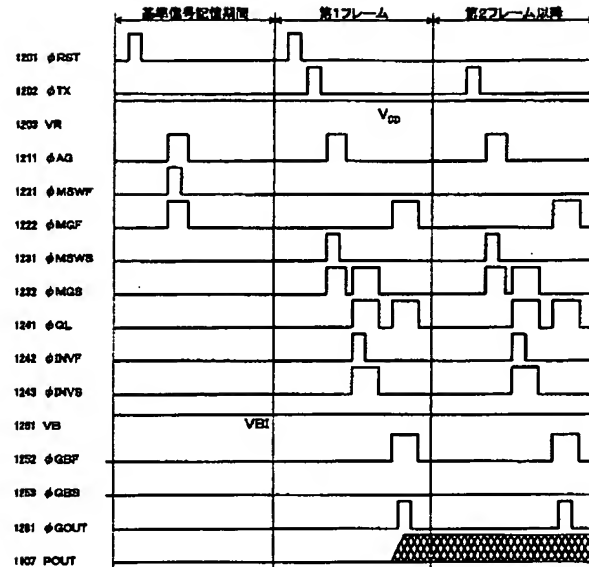 基準信号記憶期間 第1フレーム 第2フレーム以降
1201 φRST
1202 φTX
1203 VR VDD
1211 φAG
1221 φMSWF
1222 φMGF
1231 φMSWS
1232 φMGS
1241 φGL
1242 φINVF
1243 φINVS
1251 VB VBI
1252 φGBF
1253 φGBS
1261 φGOUT
1107 POUT